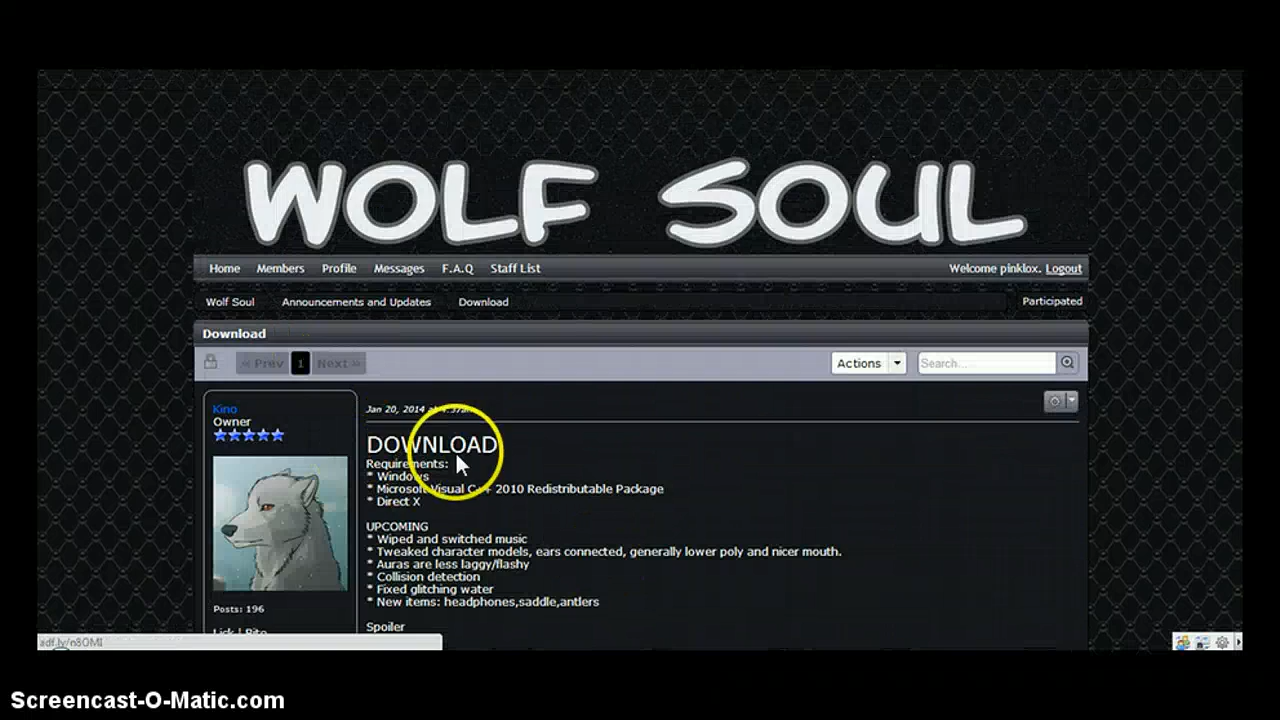 WOLF SOUL
Home Members Profile Messages F.A.Q Staff List Welcome pinklox. Logout
Wolf Soul Announcements and Updates Download Participated
Download
« Prev 1 Next » Actions Search...
Kino
Owner
Jan 20, 2014 at
DOWNLOAD
Requirements:
* Windows
* Microsoft Visual C++ 2010 Redistributable Package
* Direct X
UPCOMING
* Wiped and switched music
* Tweaked character models, ears connected, generally lower poly and nicer mouth.
* Auras are less laggy/flashy
* Collision detection
* Fixed glitching water
* New items: headphones,saddle,antlers
Posts: 196
Spoiler
Lick | Bite
Screencast-O-Matic.com